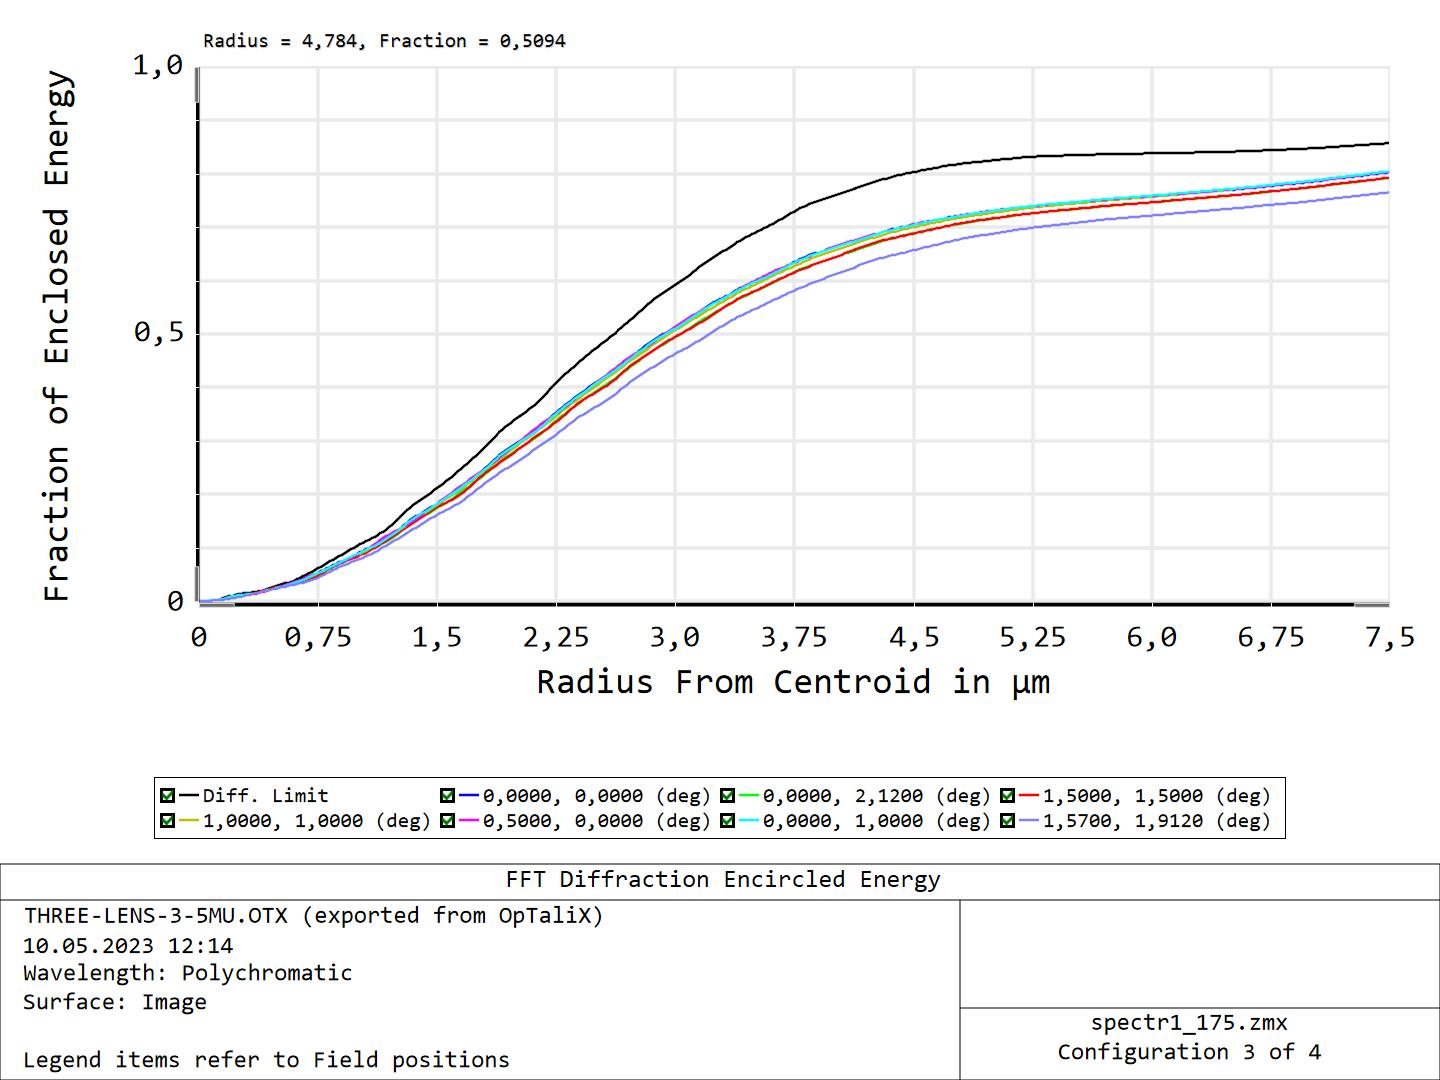 Radius = 4,784, Fraction = 0,5094
1,0
0,5
0
Fraction of Enclosed Energy
0 0,75 1,5 2,25 3,0 3,75 4,5 5,25 6,0 6,75 7,5
Radius From Centroid in µm
Diff. Limit 0,0000, 0,0000 (deg) 0,0000, 2,1200 (deg) 1,5000, 1,5000 (deg)
1,0000, 1,0000 (deg) 0,5000, 0,0000 (deg) 0,0000, 1,0000 (deg) 1,5700, 1,9120 (deg)
FFT Diffraction Encircled Energy
THREE-LENS-3-5MU.OTX (exported from OpTaliX)
10.05.2023 12:14
Wavelength: Polychromatic
Surface: Image
Legend items refer to Field positions
spectr1_175.zmx
Configuration 3 of 4